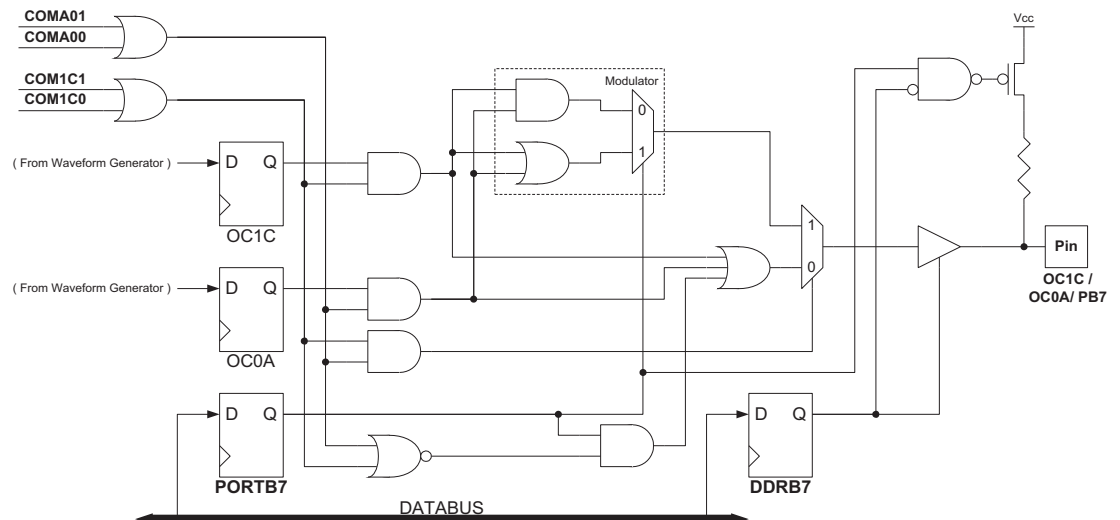 COMA01
COMA00
Vcc
COM1C1
COM1C0
Modulator
0
1
( From Waveform Generator )
D Q
OC1C
1
0
Pin
OC1C /
OC0A/ PB7
( From Waveform Generator )
D Q
OC0A
D Q
PORTB7
D Q
DDRB7
DATABUS